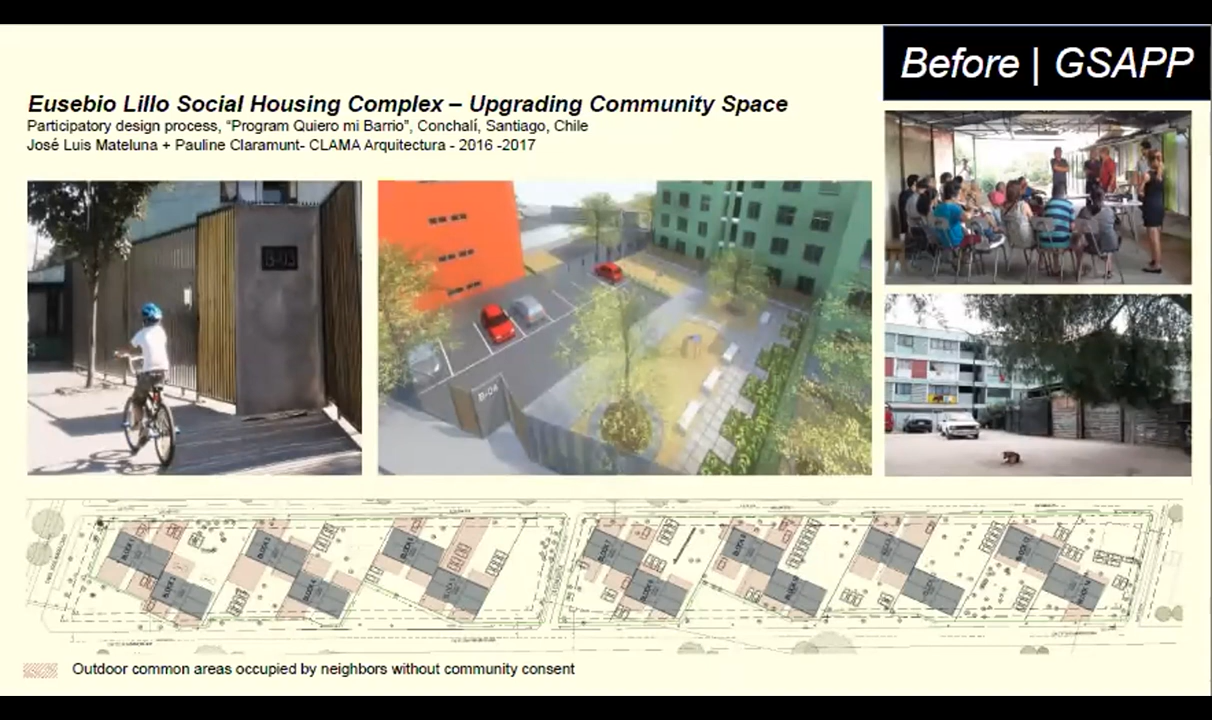 Before | GSAPP
Eusebio Lillo Social Housing Complex – Upgrading Community Space
Participatory design process, “Program Quiero mi Barrio”, Conchalí, Santiago, Chile
José Luis Mateluna + Pauline Claramunt- CLAMA Arquitectura - 2016 -2017
B-03
Outdoor common areas occupied by neighbors without community consent